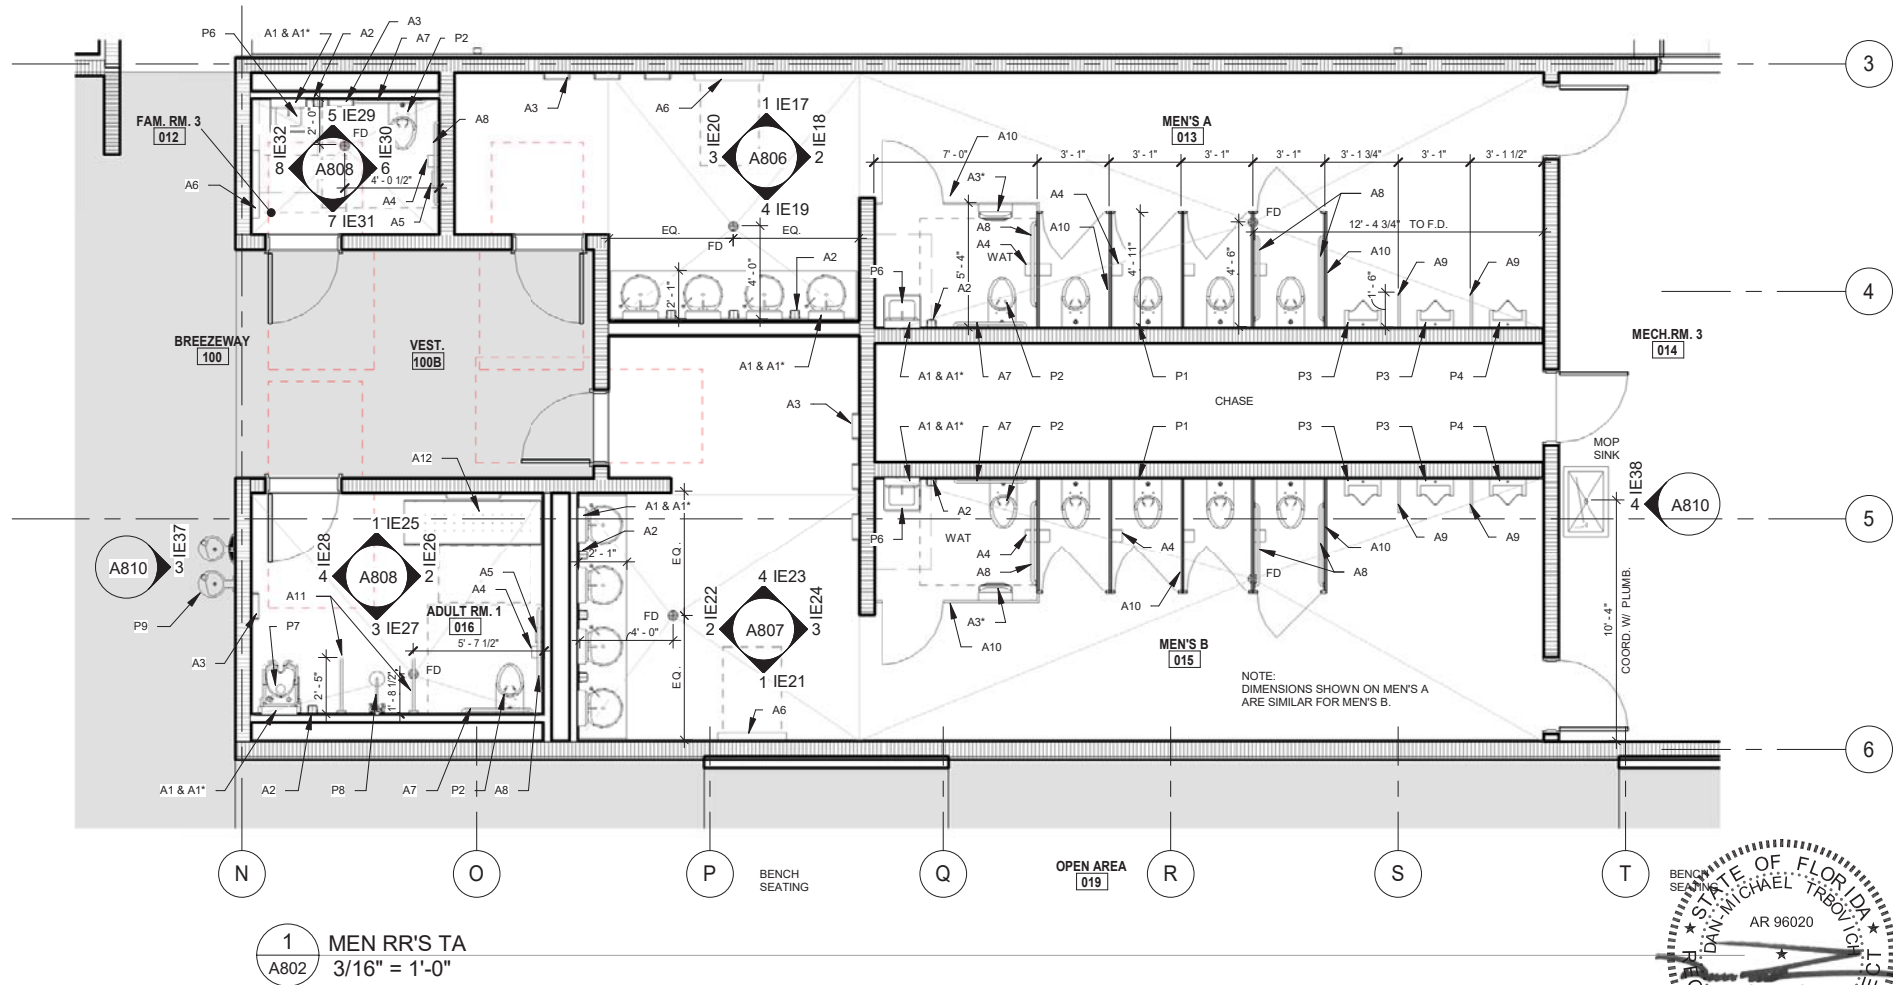 P6
A1 & A1*
A2
A3
A7
P2
FAM. RM. 3
012
2' - 0"
5 IE29
FD
IE32
8
A808
IE30
6
7 IE31
A8
4' - 0 1/2"
A4
A5
A6
A3
A6
1 IE17
IE20
3
A806
IE18
2
4 IE19
EQ.
EQ.
FD
2' - 1"
4' - 0"
A2
A1 & A1*
MEN'S A
013
A10
7' - 0"
3' - 1"
3' - 1"
3' - 1"
3' - 1"
3' - 1 3/4"
3' - 1"
3' - 1 1/2"
A3*
A4
A8
FD
A8
A4
WAT
A10
5' - 4"
4' - 11"
4' - 6"
12' - 4 3/4" TO F.D.
A10
A9
A9
1' - 6"
P6
A2
3
4
5
6
BREEZEWAY
100
VEST.
100B
MECH.RM. 3
014
A1 & A1*
A7
P2
P1
P3
P3
P4
CHASE
A3
A1 & A1*
A7
P2
P1
P3
P3
P4
MOP
SINK
IE38
4
A810
A12
A1 & A1*
A2
2' - 1"
EQ.
P6
A2
WAT
A4
A8
A4
FD
A10
A8
A9
A9
A10
A3*
A10
A810
IE37
3
P9
1 IE25
IE28
4
A808
IE26
2
3 IE27
A11
A5
A4
ADULT RM. 1
016
5' - 7 1/2"
P7
A3
2' - 5"
1' - 8 1/2"
FD
FD
4' - 0"
EQ.
4 IE23
IE22
2
A807
IE24
3
1 IE21
A6
MEN'S B
015
NOTE:
DIMENSIONS SHOWN ON MEN'S A
ARE SIMILAR FOR MEN'S B.
10' - 4"
COORD. W/ PLUMB.
A1 & A1*
A2
P8
A7
P2
A8
N
O
P
BENCH
SEATING
Q
OPEN AREA
019
R
S
T
BENCH
SEATING
STATE OF FLORIDA
DAN-MICHAEL TRBOVICH
AR 96020
1
A802
MEN RR'S TA
3/16" = 1'-0"